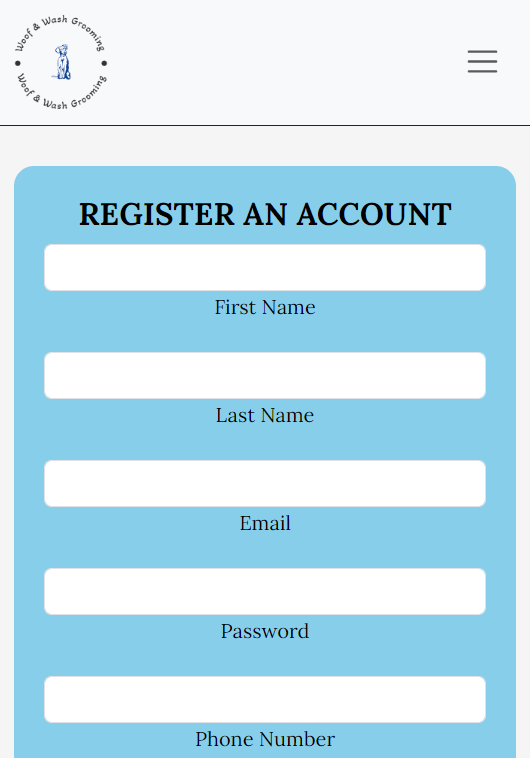 Woof & Wash Grooming
Woof & Wash Grooming
REGISTER AN ACCOUNT
First Name
Last Name
Email
Password
Phone Number